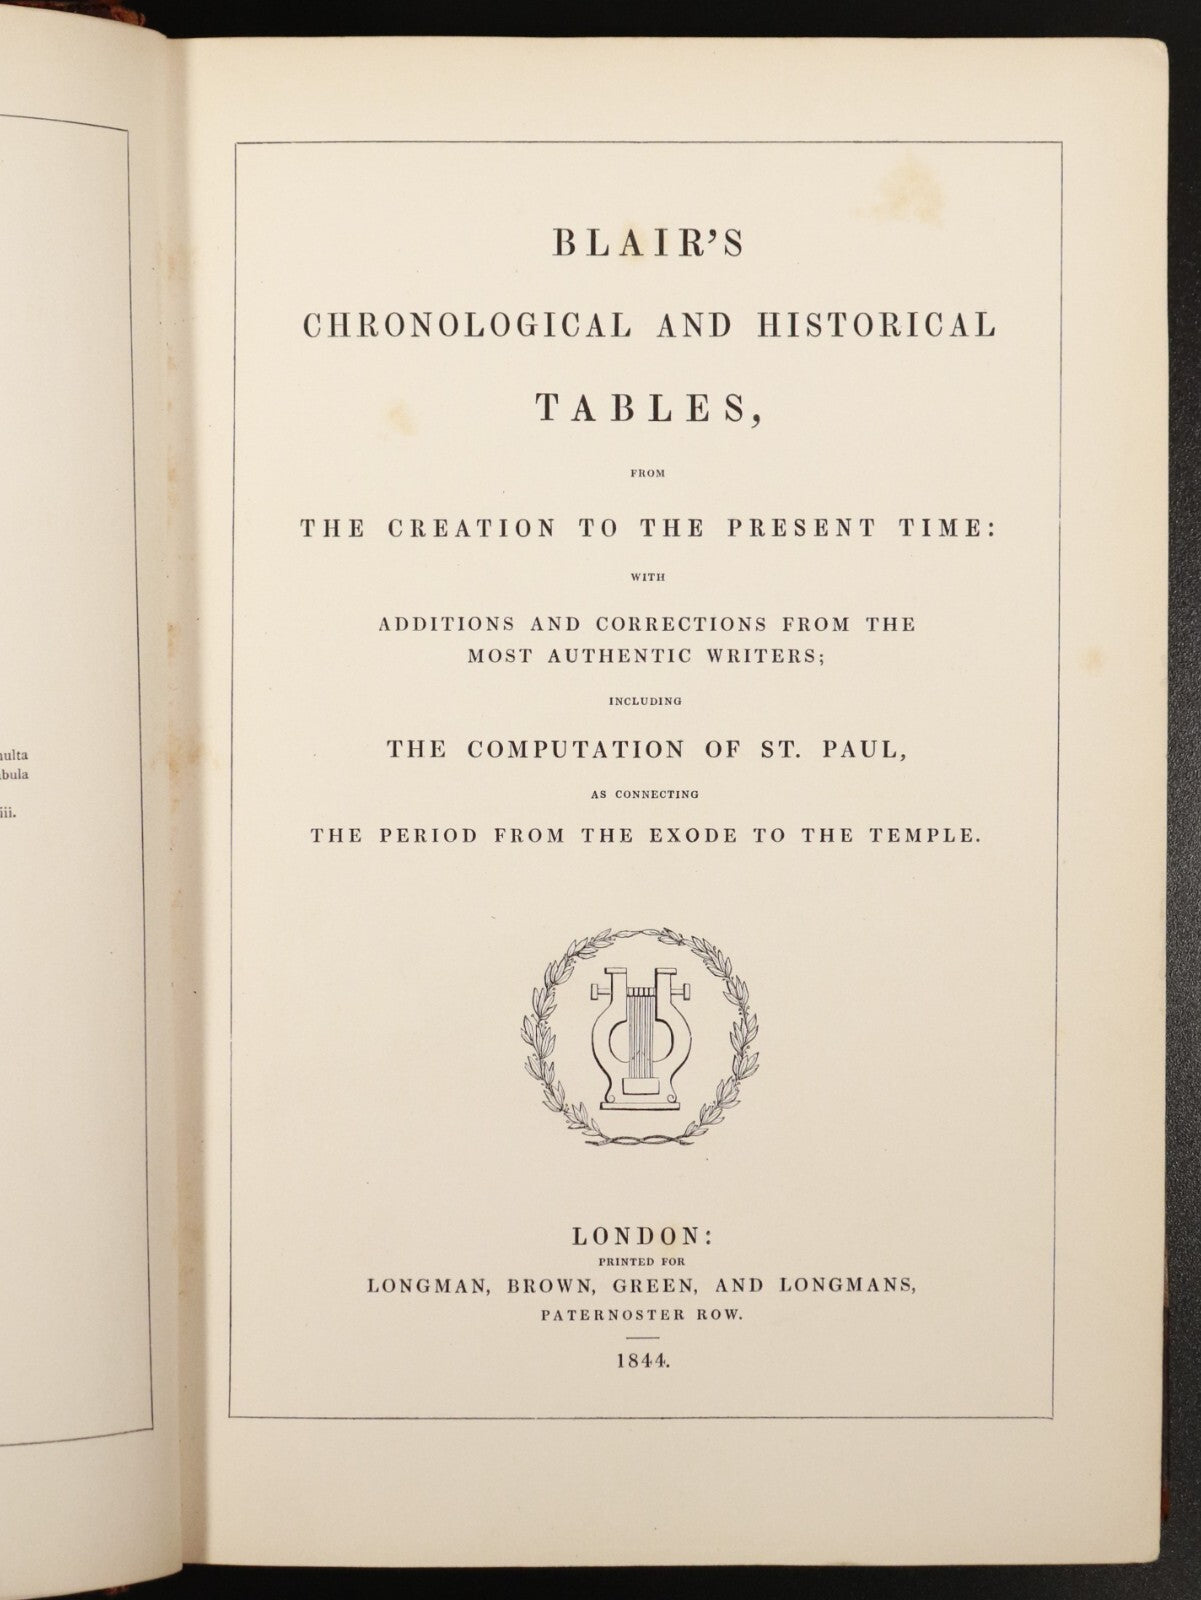 nulta
bula
iii.
BLAIR'S
CHRONOLOGICAL AND HISTORICAL
TABLES,
FROM
THE CREATION TO THE PRESENT TIME:
WITH
ADDITIONS AND CORRECTIONS FROM THE
MOST AUTHENTIC WRITERS;
INCLUDING
THE COMPUTATION OF ST. PAUL,
AS CONNECTING
THE PERIOD FROM THE EXODE TO THE TEMPLE.
LONDON:
PRINTED FOR
LONGMAN, BROWN, GREEN, AND LONGMANS,
PATERNOSTER ROW.
1844.